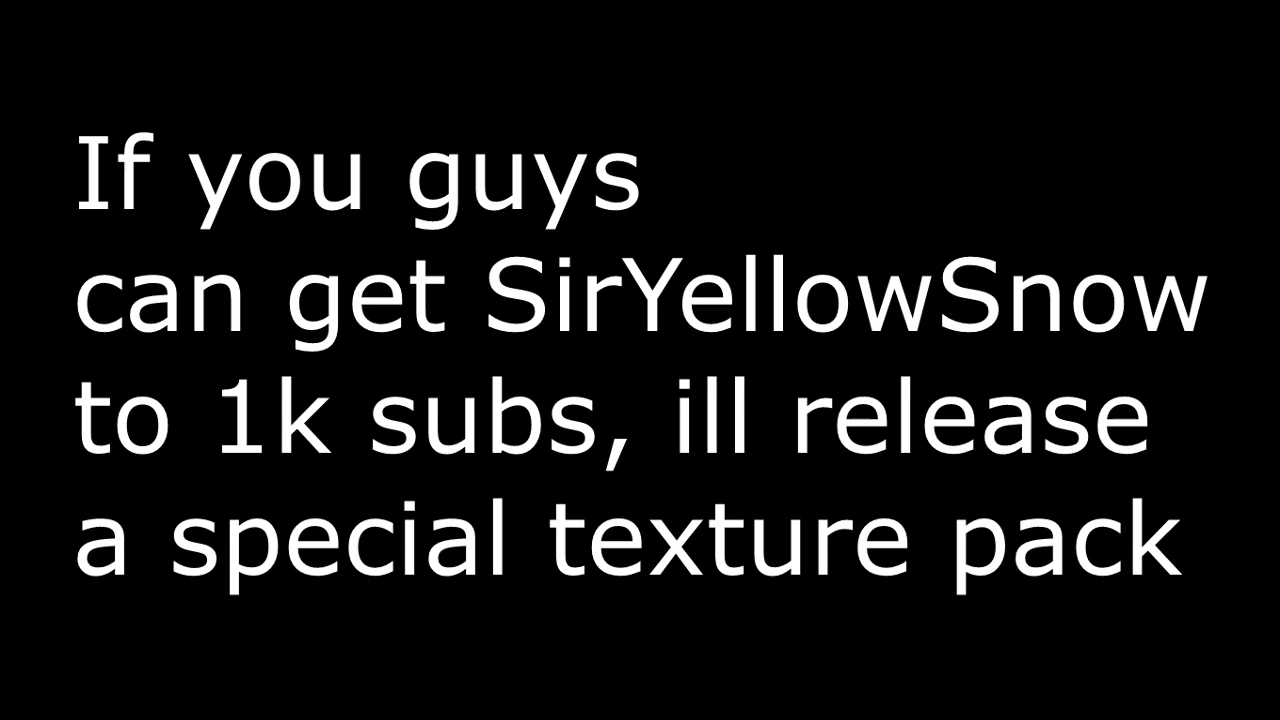 If you guys
can get SirYellowSnow
to 1k subs, ill release
a special texture pack